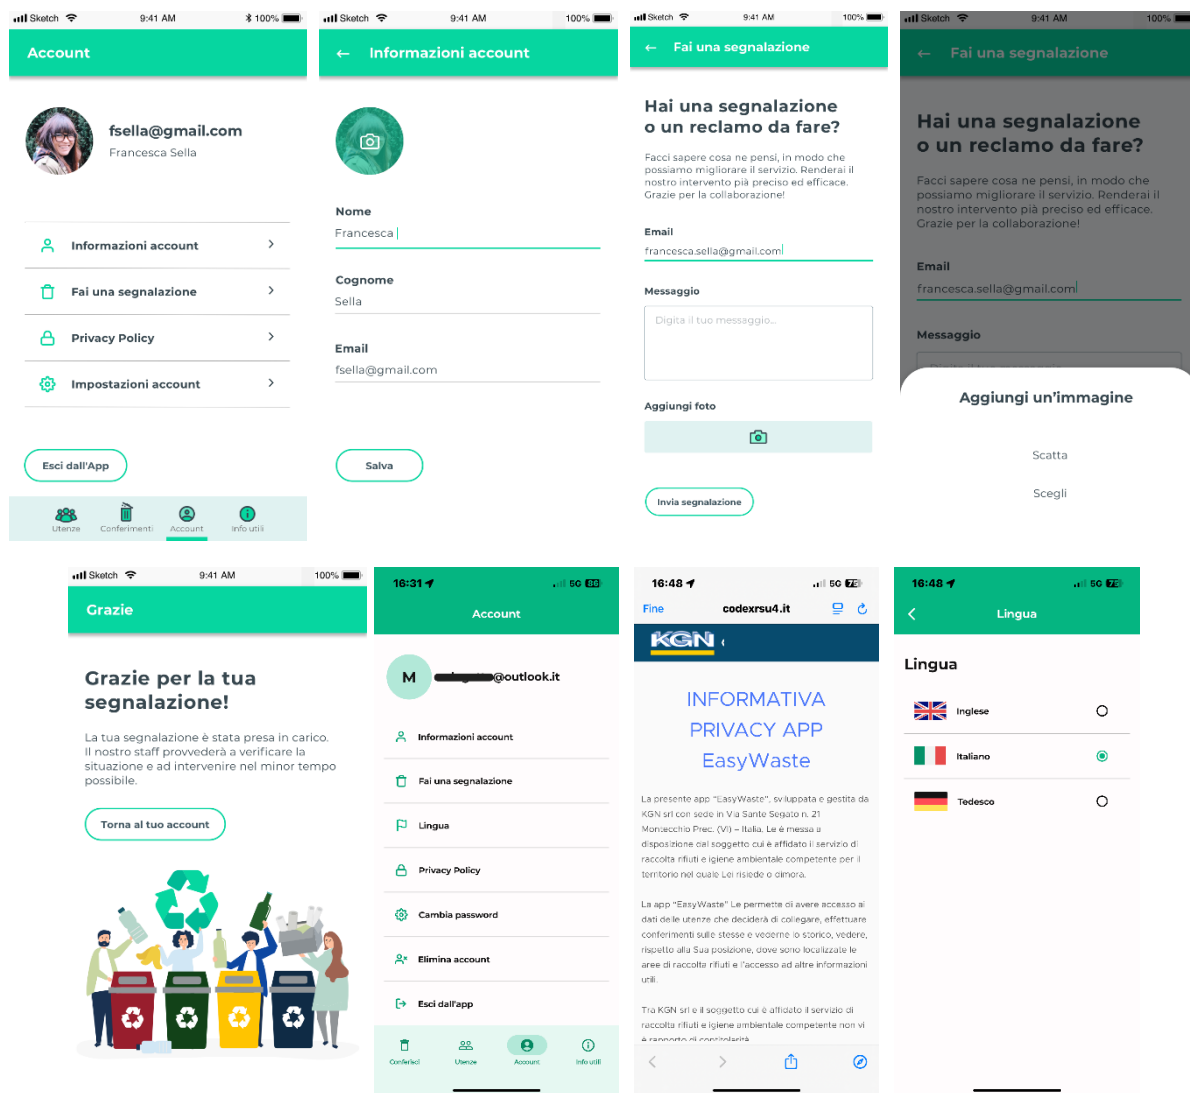 Sketch 9:41 AM 100%
Account
fsella@gmail.com
Francesca Sella
Informazioni account
Fai una segnalazione
Privacy Policy
Impostazioni account
Esci dall'App
Utenze Conferimenti Account Info utili
Sketch 9:41 AM 100%
Informazioni account
Nome
Francesca
Cognome
Sella
Email
fsella@gmail.com
Salva
Sketch 9:41 AM 100%
Fai una segnalazione
Hai una segnalazione
o un reclamo da fare?
Facci sapere cosa ne pensi, in modo che
possiamo migliorare il servizio. Renderai il
nostro intervento pià preciso ed efficace.
Grazie per la collaborazione!
Email
francesca.sella@gmail.com
Messaggio
Digita il tuo messaggio...
Aggiungi foto
Invia segnalazione
Sketch 9:41 AM 100%
Fai una segnalazione
Hai una segnalazione
o un reclamo da fare?
Facci sapere cosa ne pensi, in modo che
possiamo migliorare il servizio. Renderai il
nostro intervento pià preciso ed efficace.
Grazie per la collaborazione!
Email
francesca.sella@gmail.com
Messaggio
Aggiungi un'immagine
Scatta
Scegli
Sketch 9:41 AM 100%
Grazie
Grazie per la tua
segnalazione!
La tua segnalazione è stata presa in carico.
Il nostro staff provvederà a verificare la
situazione e ad intervenire nel minor tempo
possibile.
Torna al tuo account
16:31 5G 86
Account
M @outlook.it
Informazioni account
Fai una segnalazione
Lingua
Privacy Policy
Cambia password
Elimina account
Esci dall'app
Conferisci Utenze Account Info utili
16:48 5G 73
Fine codexrsu4.it
KGN
INFORMATIVA
PRIVACY APP
EasyWaste
La presente app "EasyWaste", sviluppata e gestita da
KGN srl con sede in Via Sante Segato n. 21
Montecchio Prec. (VI) – Italia, Le è messa a
disposizione dal soggetto cui è affidato il servizio di
raccolta rifiuti e igiene ambientale competente per il
territorio nel quale Lei risiede o dimora.
La app "EasyWaste" Le permette di avere accesso ai
dati delle utenze che deciderà di collegare, effettuare
conferimenti sulle stesse e vederne lo storico, vedere,
rispetto alla Sua posizione, dove sono localizzate le
aree di raccolta rifiuti e l'accesso ad altre informazioni
utili.
Tra KGN srl e il soggetto cui è affidato il servizio di
raccolta rifiuti e igiene ambientale competente non vi
è rapporto di contitolarità
16:48 5G 73
Lingua
Lingua
Inglese
Italiano
Tedesco